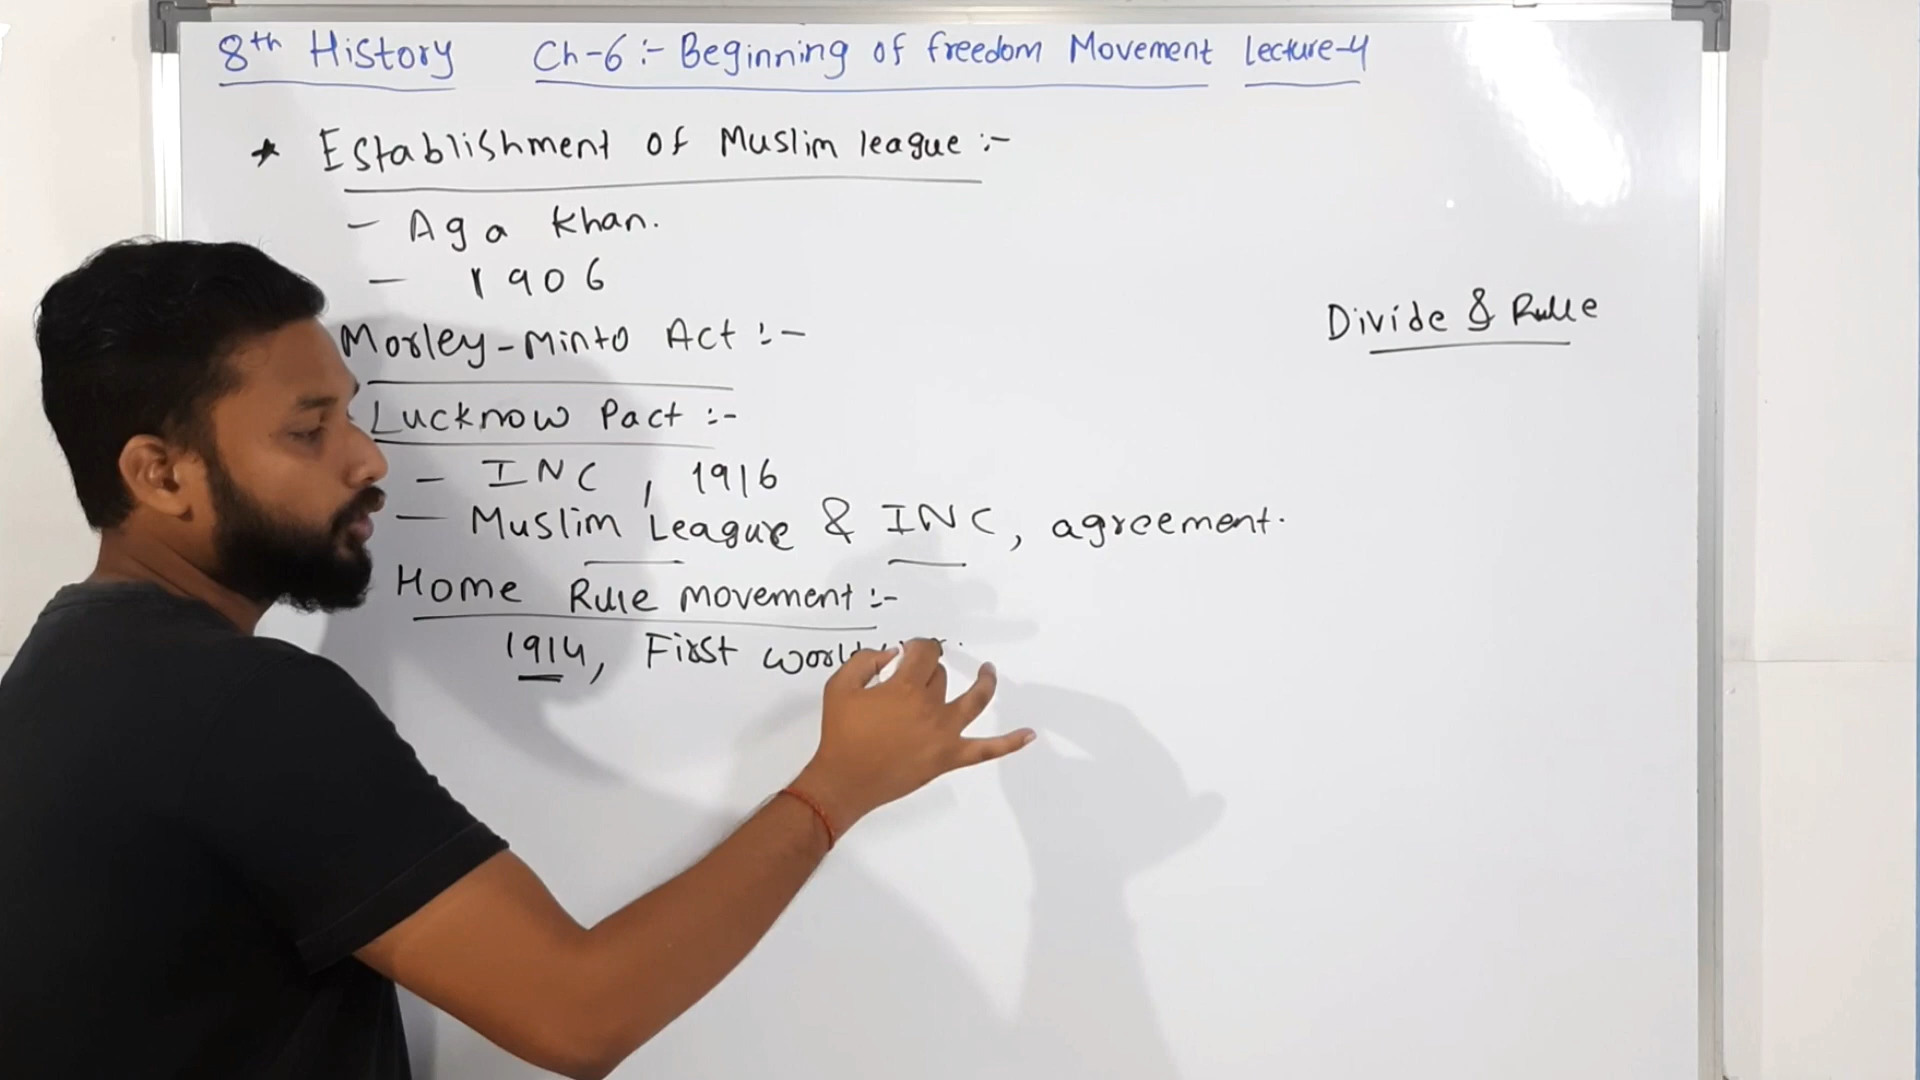 8th History Ch-6:- Beginning of freedom Movement Lecture-4
* Establishment of Muslim league :-
- Aga Khan.
- 1906
Divide & Rule
Morley-Minto Act :-
Lucknow Pact :-
- INC, 1916
- Muslim League & INC, agreement.
Home Rule movement :-
1914, First